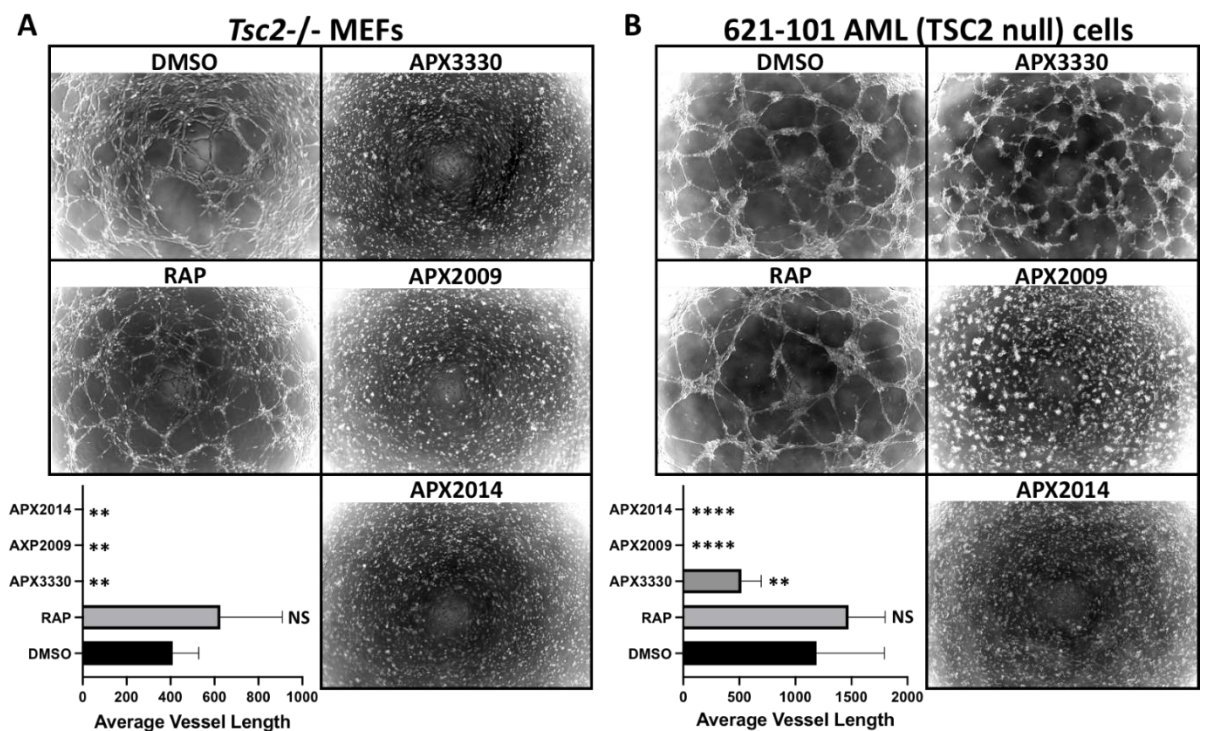 A
Tsc2-/- MEFs
DMSO
APX3330
RAP
APX2009
APX2014
APX2014
**
AXP2009
**
APX3330
**
RAP
NS
DMSO
0 200 400 600 800 1000
Average Vessel Length
B
621-101 AML (TSC2 null) cells
DMSO
APX3330
RAP
APX2009
APX2014
APX2014
****
APX2009
****
APX3330
**
RAP
NS
DMSO
0 500 1000 1500 2000
Average Vessel Length